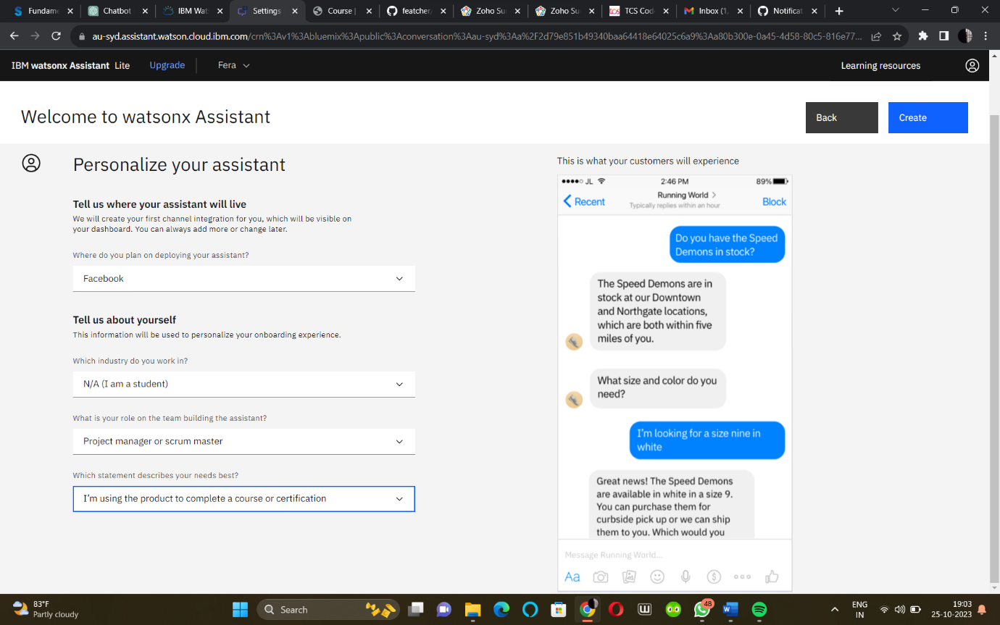 Fundame
Chatbot
IBM Wat
Settings
Course |
featcher
Zoho Su
Zoho Su
TCS Cod
Inbox (1,
Notificat
au-syd.assistant.watson.cloud.ibm.com/crn%3Av1%3Abluemix%3Apublic%3Aconversation%3Aau-syd%3Aa%2F2d79e851b49340baa64418e64025c6a9%3Aa80b300e-0a45-4d58-80c5-816e77...
IBM watsonx Assistant Lite
Upgrade
Fera
Learning resources
Welcome to watsonx Assistant
Back
Create
Personalize your assistant
Tell us where your assistant will live
We will create your first channel integration for you, which will be visible on
your dashboard. You can always add more or change later.
Where do you plan on deploying your assistant?
Facebook
Tell us about yourself
This information will be used to personalize your onboarding experience.
Which industry do you work in?
N/A (I am a student)
What is your role on the team building the assistant?
Project manager or scrum master
Which statement describes your needs best?
I'm using the product to complete a course or certification
This is what your customers will experience
JL
2:46 PM
89%
Recent
Running World
Typically replies within an hour
Block
Do you have the Speed
Demons in stock?
The Speed Demons are in
stock at our Downtown
and Northgate locations,
which are both within five
miles of you.
What size and color do you
need?
I'm looking for a size nine in
white
Great news! The Speed Demons
are available in white in a size 9.
You can purchase them for
curbside pick up or we can ship
them to you. Which would you
Message Running World...
Aa
83°F
Partly cloudy
Search
48
ENG
IN
19:03
25-10-2023